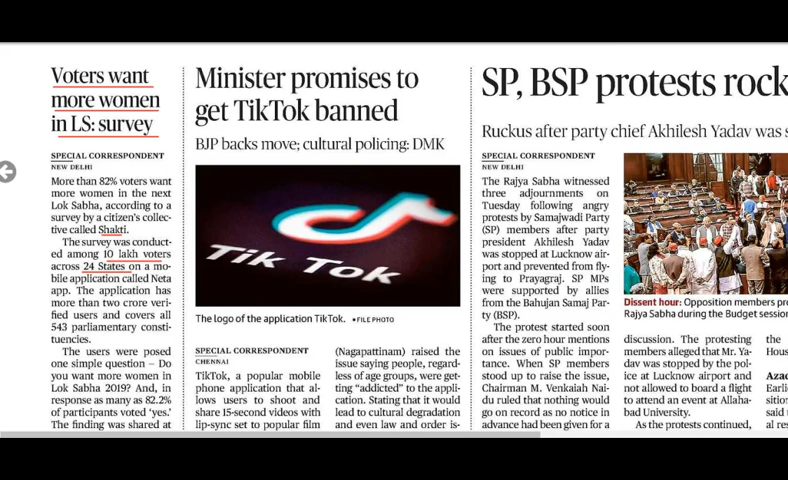 Voters want
more women
in LS: survey
SPECIAL CORRESPONDENT
NEW DELHI
More than 82% voters want
more women in the next
Lok Sabha, according to a
survey by a citizen's collec-
tive called Shakti.
The survey was conduct-
ed among 10 lakh voters
across 24 States on a mo-
bile application called Neta
app. The application has
more than two crore veri-
fied users and covers all
543 parliamentary consti-
tuencies.
The users were posed
one simple question – Do
you want more women in
Lok Sabha 2019? And, in
response as many as 82.2%
of participants voted 'yes.'
The finding was shared at
Minister promises to
get TikTok banned
BJP backs move; cultural policing: DMK
Tik Tok
The logo of the application TikTok. •FILE PHOTO
SPECIAL CORRESPONDENT
CHENNAI
TikTok, a popular mobile
phone application that al-
lows users to shoot and
share 15-second videos with
lip-sync set to popular film
(Nagapattinam) raised the
issue saying people, regard-
less of age groups, were get-
ting "addicted" to the appli-
cation. Stating that it would
lead to cultural degradation
and even law and order is-
SP, BSP protests rock
Ruckus after party chief Akhilesh Yadav was s
SPECIAL CORRESPONDENT
NEW DELHI
The Rajya Sabha witnessed
three adjournments on
Tuesday following angry
protests by Samajwadi Party
(SP) members after party
president Akhilesh Yadav
was stopped at Lucknow air-
port and prevented from fly-
ing to Prayagraj. SP MPs
were supported by allies
from the Bahujan Samaj Par-
ty (BSP).
The protest started soon
after the zero hour mentions
on issues of public impor-
tance. When SP members
stood up to raise the issue,
Chairman M. Venkaiah Nai-
du ruled that nothing would
go on record as no notice in
advance had been given for a
Dissent hour: Opposition members pro
Rajya Sabha during the Budget session
discussion. The protesting
members alleged that Mr. Ya-
dav was stopped by the pol-
ice at Lucknow airport and
not allowed to board a flight
to attend an event at Allaha-
bad University.
As the protests continued,
the
Hous
Azad
Earli
sition
said t
al res